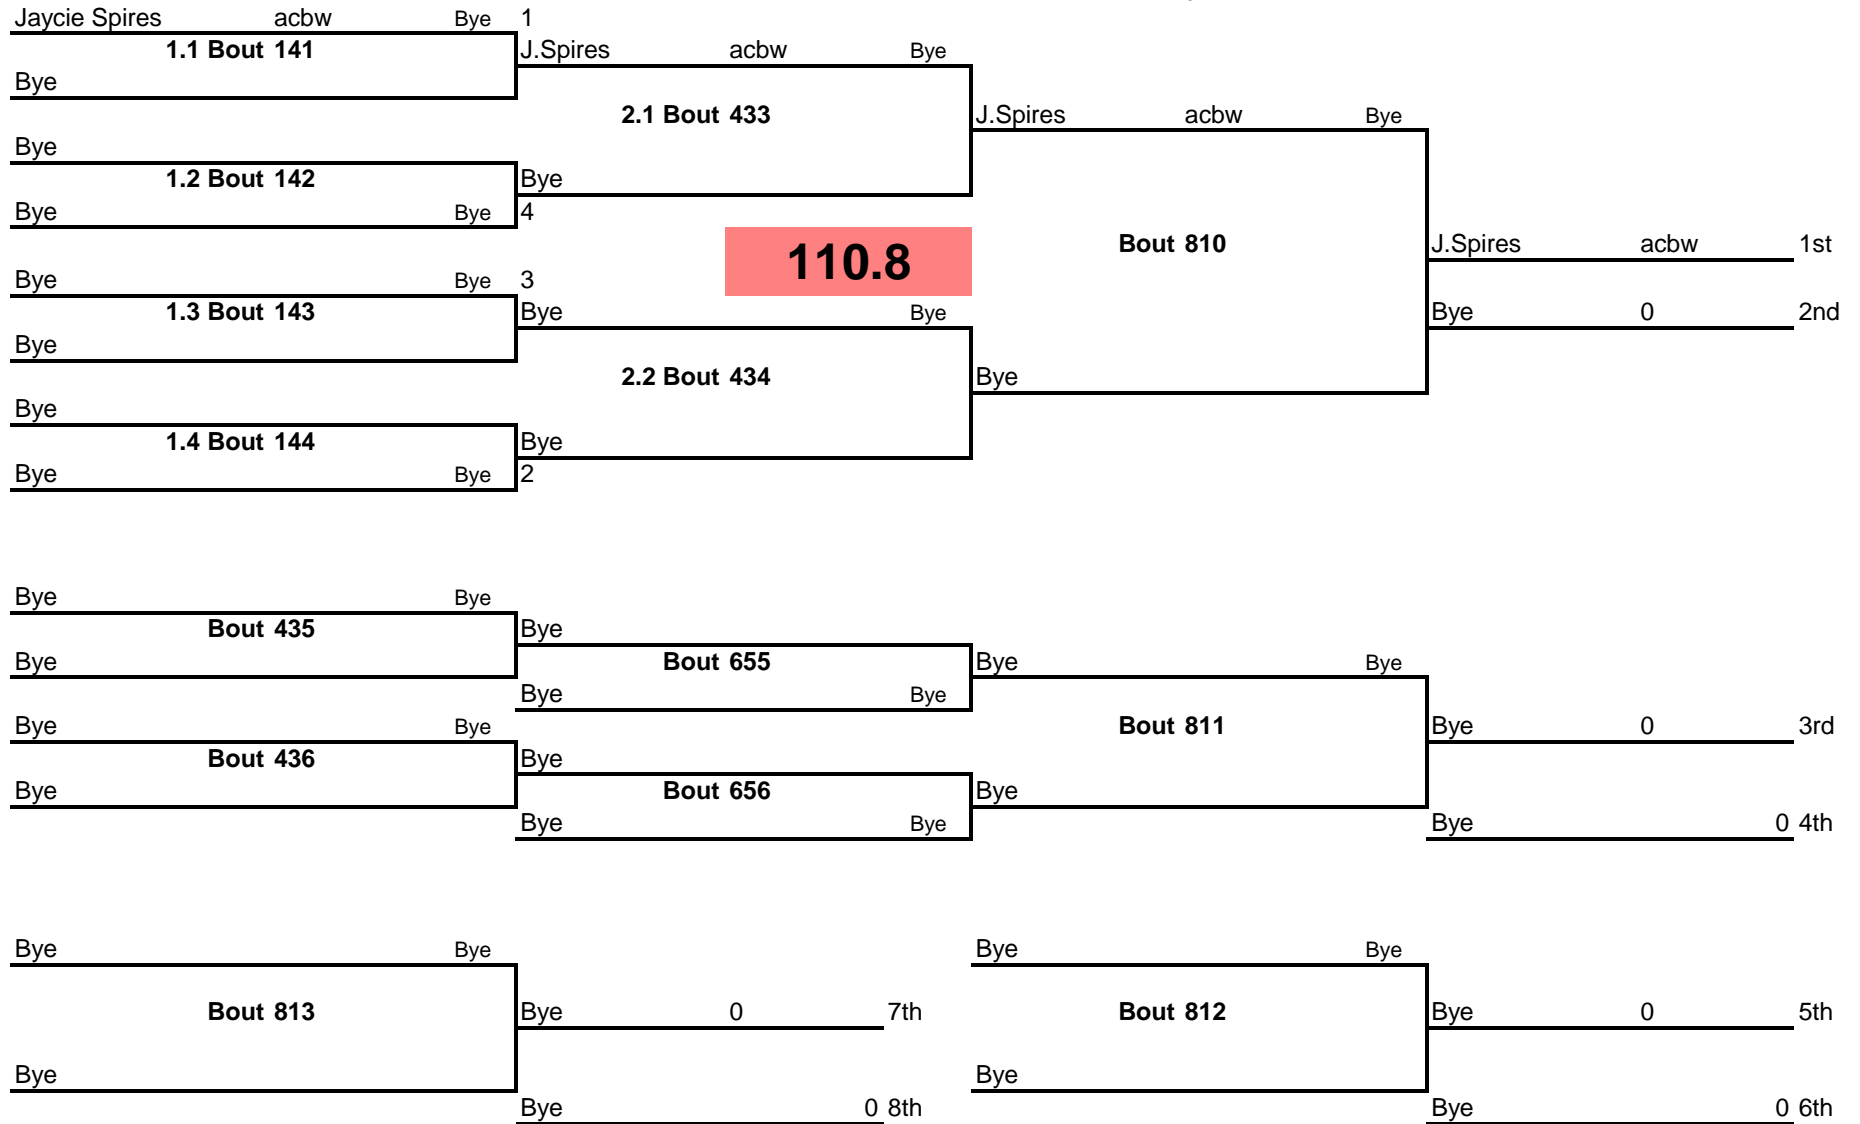 Jaycie Spires acbw Bye 1
1.1 Bout 141 J.Spires acbw Bye
Bye
2.1 Bout 433 J.Spires acbw Bye
Bye
1.2 Bout 142 Bye
Bye Bye 4
110.8 Bout 810 J.Spires acbw 1st
Bye Bye 3
1.3 Bout 143 Bye Bye Bye 0 2nd
Bye
2.2 Bout 434 Bye
Bye
1.4 Bout 144 Bye
Bye Bye 2
Bye Bye
Bout 435 Bye
Bye Bout 655 Bye Bye
Bye Bye
Bye Bye Bout 811 Bye 0 3rd
Bout 436 Bye
Bye Bout 656 Bye
Bye Bye Bye 0 4th
Bye Bye Bye Bye
Bout 813 Bye 0 7th Bout 812 Bye 0 5th
Bye Bye
Bye 0 8th Bye 0 6th